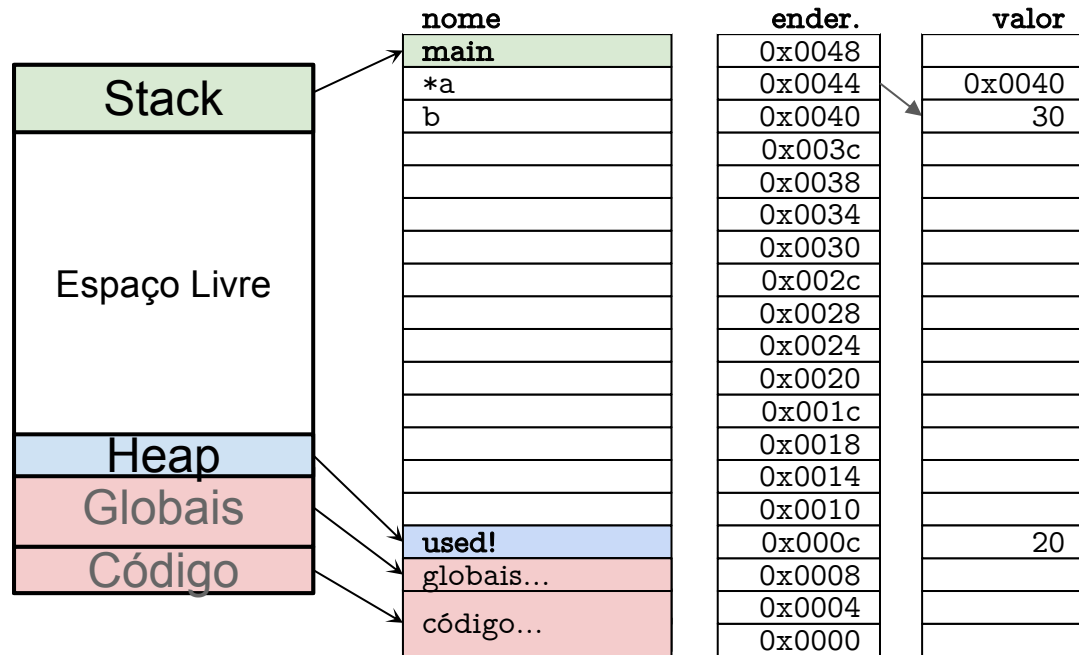 nome ender. valor
main 0x0048
Stack
*a 0x0044 0x0040
b 0x0040 30
0x003c
0x0038
0x0034
0x0030
Espaço Livre
0x002c
0x0028
0x0024
0x0020
0x001c
Heap
0x0018
0x0014
Globais
0x0010
used! 0x000c 20
Código
globais... 0x0008
código...
0x0004
0x0000